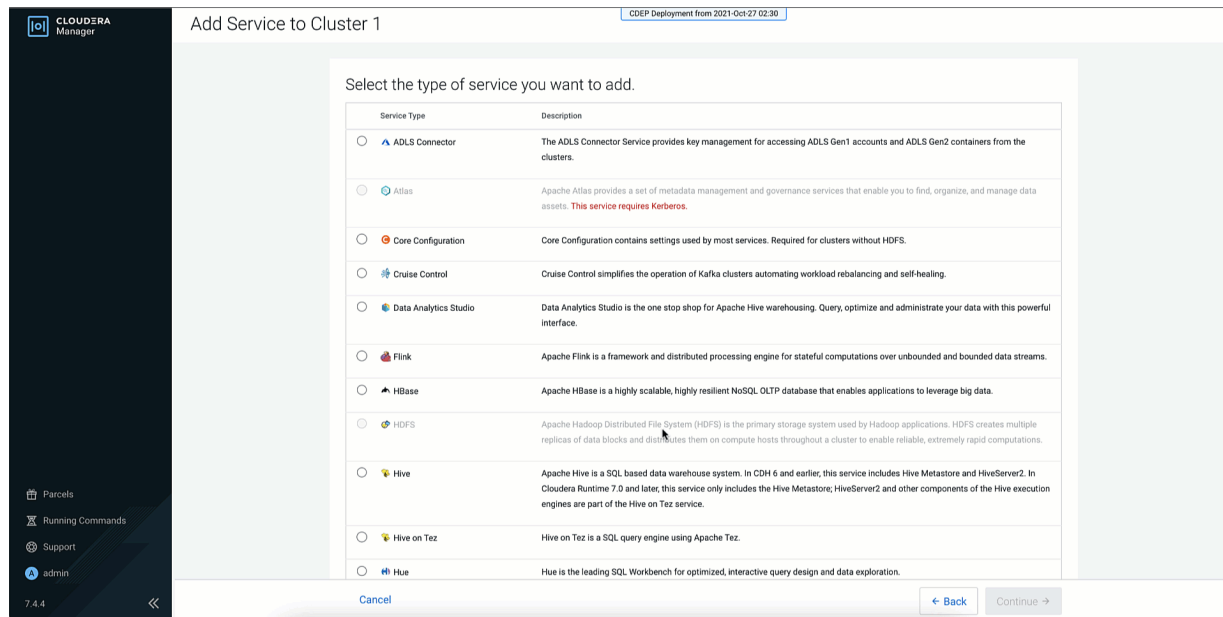 CLOUDERA
Manager
Add Service to Cluster 1
CDEP Deployment from 2021-Oct-27 02:30
Select the type of service you want to add.
Service Type
Description
ADLS Connector
The ADLS Connector Service provides key management for accessing ADLS Gen1 accounts and ADLS Gen2 containers from the
clusters.
Atlas
Apache Atlas provides a set of metadata management and governance services that enable you to find, organize, and manage data
assets. This service requires Kerberos.
Core Configuration
Core Configuration contains settings used by most services. Required for clusters without HDFS.
Cruise Control
Cruise Control simplifies the operation of Kafka clusters automating workload rebalancing and self-healing.
Data Analytics Studio
Data Analytics Studio is the one stop shop for Apache Hive warehousing. Query, optimize and administrate your data with this powerful
interface.
Flink
Apache Flink is a framework and distributed processing engine for stateful computations over unbounded and bounded data streams.
HBase
Apache HBase is a highly scalable, highly resilient NoSQL OLTP database that enables applications to leverage big data.
HDFS
Apache Hadoop Distributed File System (HDFS) is the primary storage system used by Hadoop applications. HDFS creates multiple
replicas of data blocks and distributes them on compute hosts throughout a cluster to enable reliable, extremely rapid computations.
Hive
Apache Hive is a SQL based data warehouse system. In CDH 6 and earlier, this service includes Hive Metastore and HiveServer2. In
Cloudera Runtime 7.0 and later, this service only includes the Hive Metastore; HiveServer2 and other components of the Hive execution
engines are part of the Hive on Tez service.
Hive on Tez
Hive on Tez is a SQL query engine using Apache Tez.
Hue
Hue is the leading SQL Workbench for optimized, interactive query design and data exploration.
Parcels
Running Commands
Support
A admin
7.4.4
Cancel
← Back
Continue →